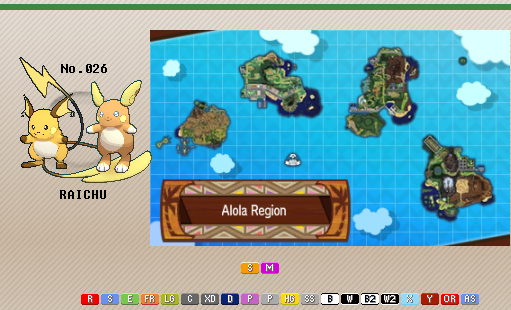 No.026
RAICHU
Alola Region
S M
R S E FR LG C XD D P P HG SS B W B2 W2 X Y OR AS